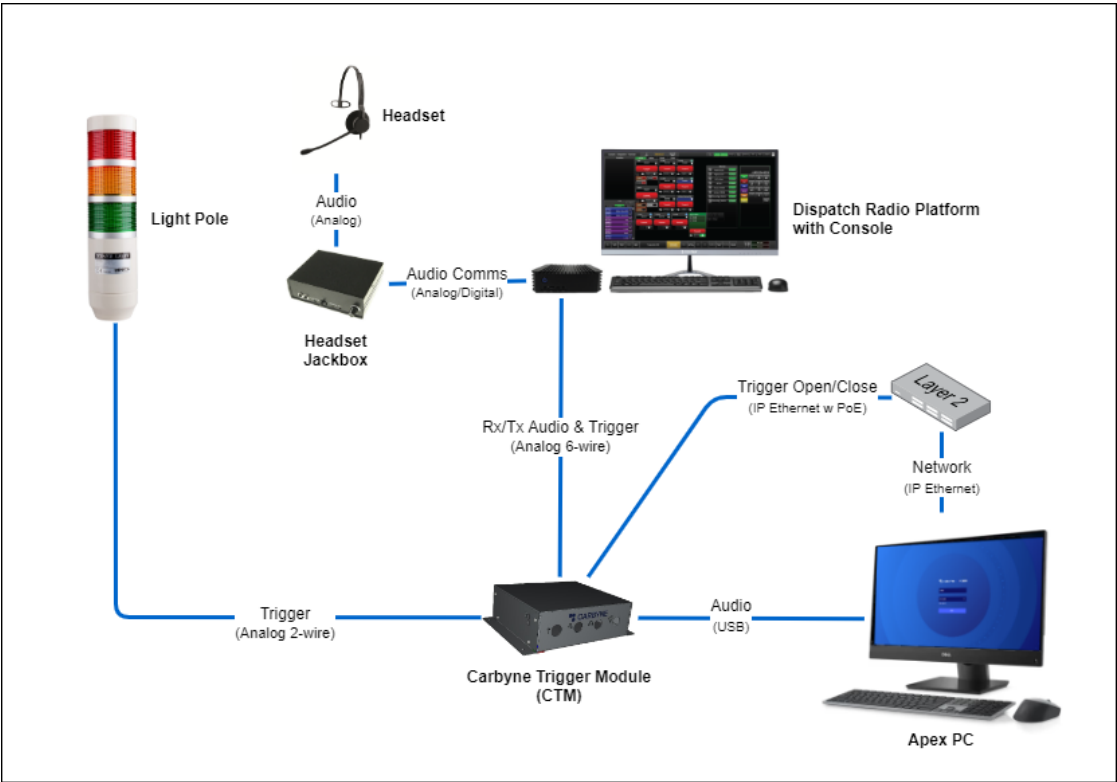 Headset
Light Pole
Audio
(Analog)
Dispatch Radio Platform
with Console
Audio Comms
(Analog/Digital)
Headset
Jackbox
Layer 2
Trigger Open/Close
(IP Ethernet w PoE)
Rx/Tx Audio & Trigger
(Analog 6-wire)
Network
(IP Ethernet)
CARBYNE
Trigger
(Analog 2-wire)
Audio
(USB)
DELL
Carbyne Trigger Module
(CTM)
Apex PC